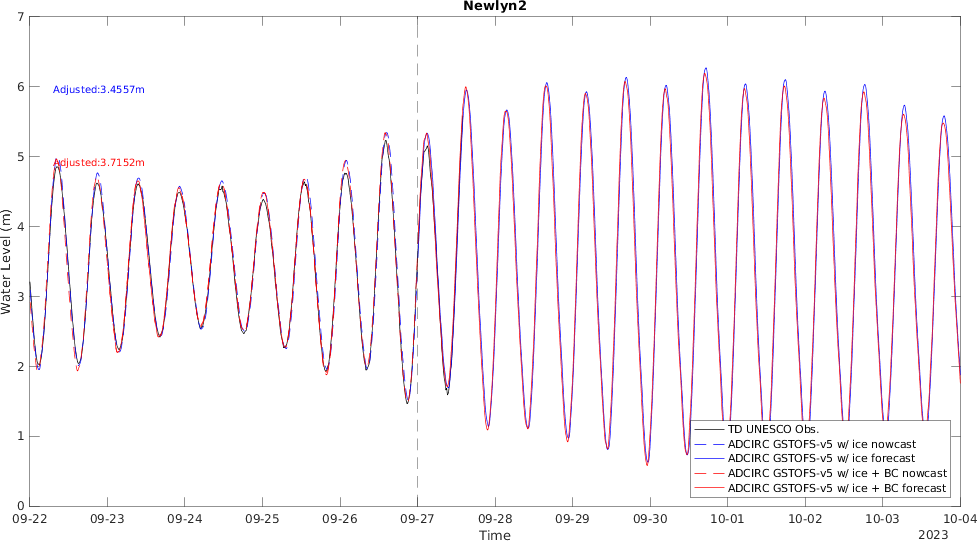 Newlyn2
7
6
5
4
3
2
1
0
Water Level (m)
Adjusted:3.4557m
Adjusted:3.7152m
TD UNESCO Obs.
ADCIRC GSTOFS-v5 w/ ice nowcast
ADCIRC GSTOFS-v5 w/ ice forecast
ADCIRC GSTOFS-v5 w/ ice + BC nowcast
ADCIRC GSTOFS-v5 w/ ice + BC forecast
09-22 09-23 09-24 09-25 09-26 09-27 09-28 09-29 09-30 10-01 10-02 10-03 10-04
Time
2023